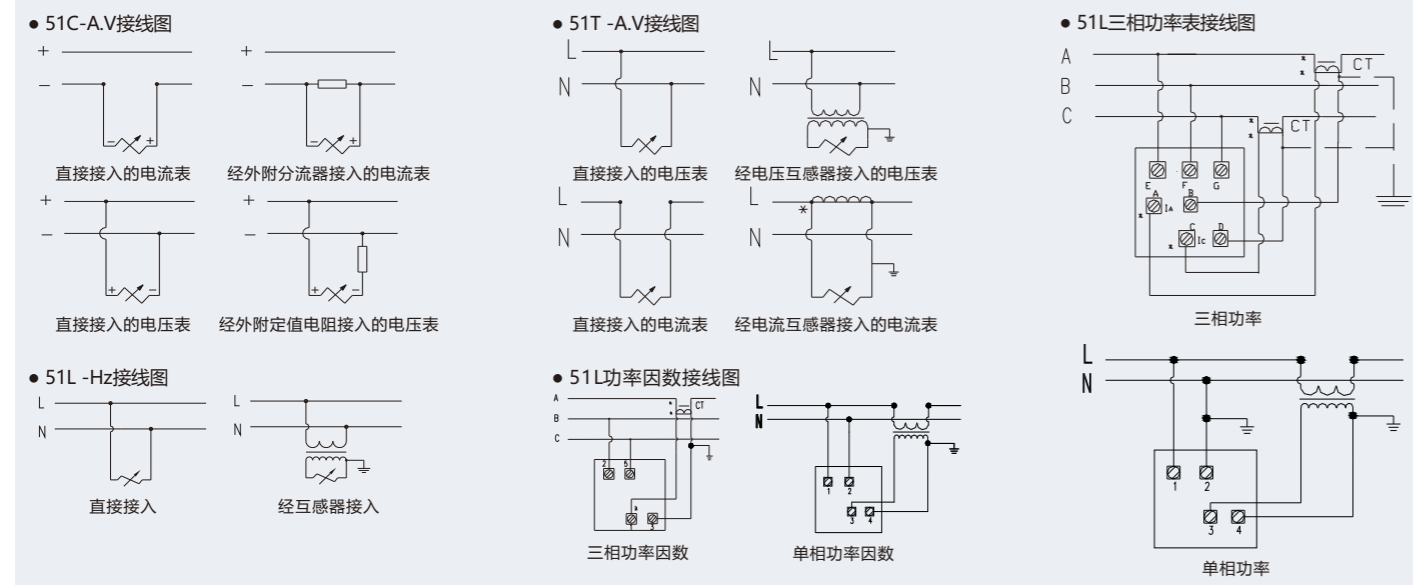 ● 51C-A.V接线图
+ +
− −
− + − +
直接接入的电流表 经外附分流器接入的电流表
+ +
− −
+ − + −
直接接入的电压表 经外附定值电阻接入的电压表
● 51L -Hz接线图
L L
N N
直接接入 经互感器接入
● 51T -A.V接线图
L L
N N
直接接入的电压表 经电压互感器接入的电压表
L L
*
N N
直接接入的电流表 经电流互感器接入的电流表
● 51L功率因数接线图
A
* CT
*
B
C
2 5
*
3
三相功率因数
L
N
1 2
3 4
单相功率因数
● 51L三相功率表接线图
A
* CT
*
B
C
* CT
*
E F G
A B
* IA
C D
* Ic
三相功率
L
N
1 2
3 4
单相功率